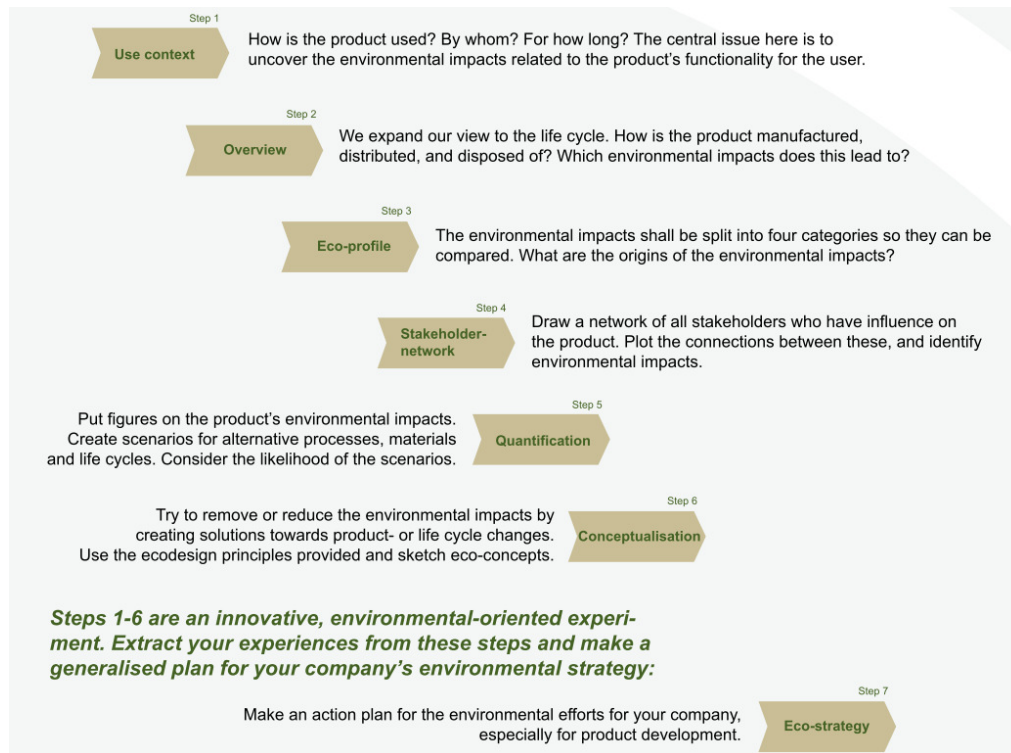 Step 1
Use context
How is the product used? By whom? For how long? The central issue here is to
uncover the environmental impacts related to the product's functionality for the user.
Step 2
Overview
We expand our view to the life cycle. How is the product manufactured,
distributed, and disposed of? Which environmental impacts does this lead to?
Step 3
Eco-profile
The environmental impacts shall be split into four categories so they can be
compared. What are the origins of the environmental impacts?
Step 4
Stakeholder-
network
Draw a network of all stakeholders who have influence on
the product. Plot the connections between these, and identify
environmental impacts.
Step 5
Quantification
Put figures on the product's environmental impacts.
Create scenarios for alternative processes, materials
and life cycles. Consider the likelihood of the scenarios.
Step 6
Conceptualisation
Try to remove or reduce the environmental impacts by
creating solutions towards product- or life cycle changes.
Use the ecodesign principles provided and sketch eco-concepts.
Steps 1-6 are an innovative, environmental-oriented experi-
ment. Extract your experiences from these steps and make a
generalised plan for your company's environmental strategy:
Step 7
Eco-strategy
Make an action plan for the environmental efforts for your company,
especially for product development.